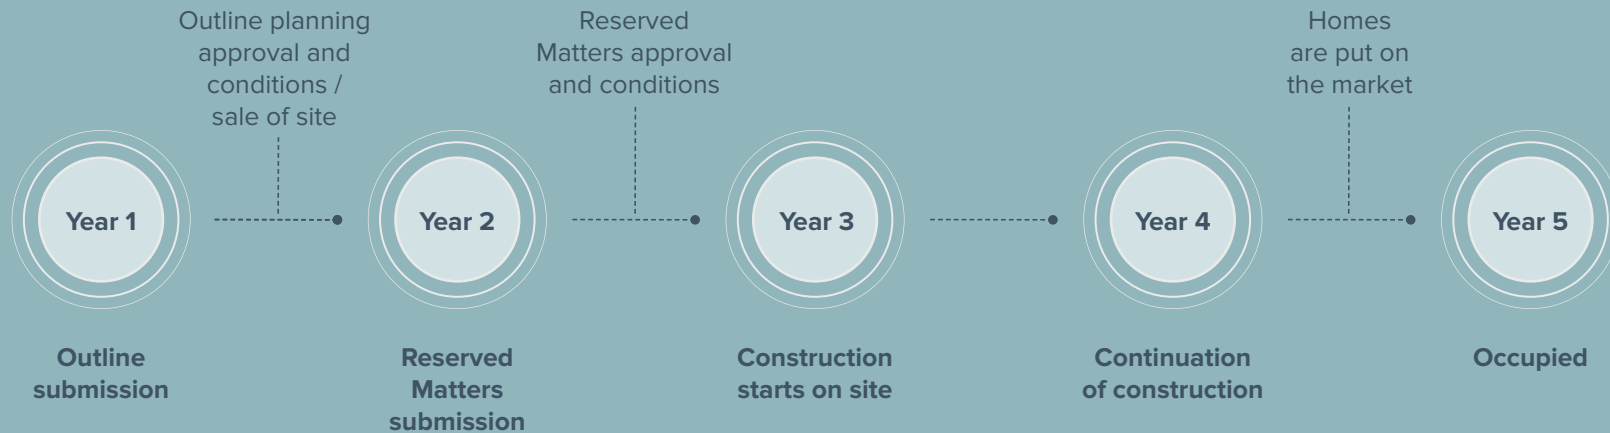 Outline planning
approval and
conditions /
sale of site
Reserved
Matters approval
and conditions
Homes
are put on
the market
Year 1
Year 2
Year 3
Year 4
Year 5
Outline
submission
Reserved
Matters
submission
Construction
starts on site
Continuation
of construction
Occupied